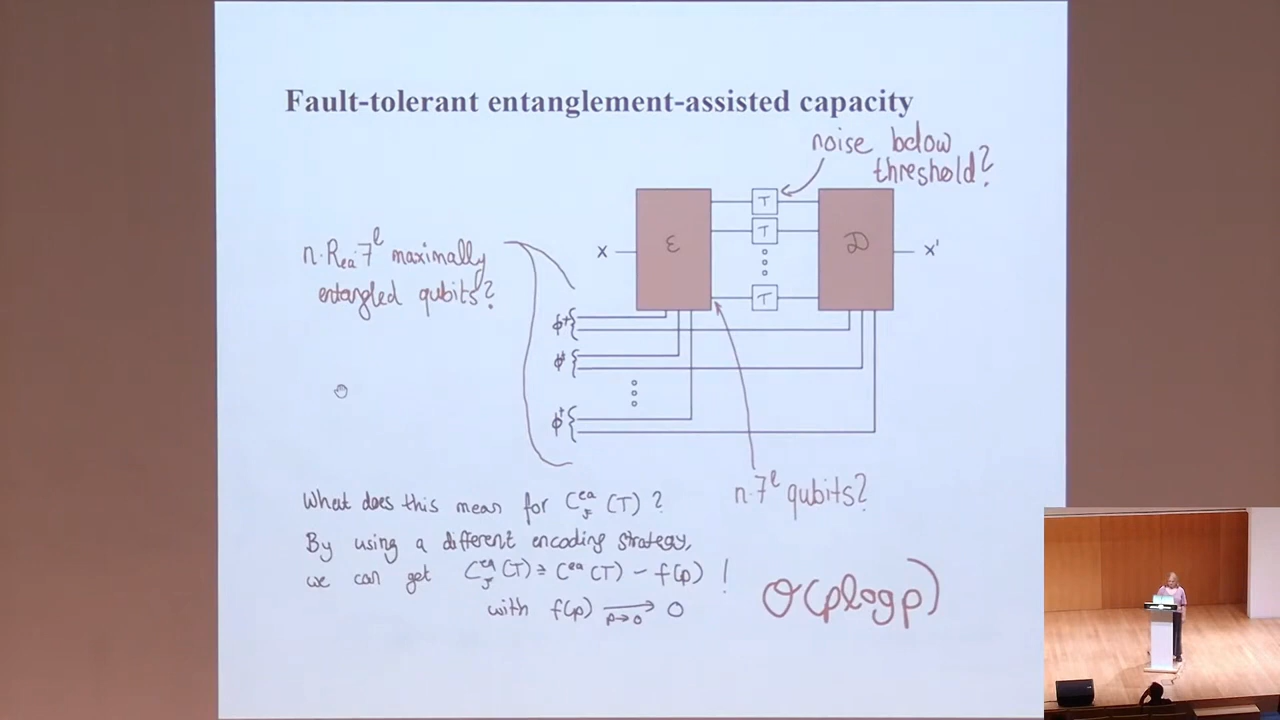 Fault-tolerant entanglement-assisted capacity
noise below
threshold?
n·Rea·7^l maximally
entangled qubits?
x
ℰ
T
T
T
𝒟
x'
ϕ⁺
ϕ⁺
ϕ⁺
n·7^l qubits?
What does this mean for C^ea_F (T) ?
By using a different encoding strategy,
we can get C^ea_F (T) ≥ C^ea (T) - f(p) !
with f(p) →_{p→0} 0
O(p log p)